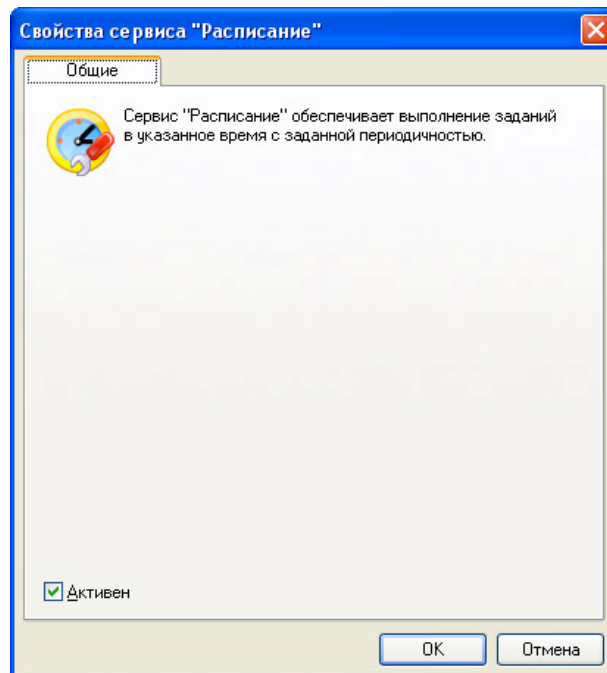 Свойства сервиса "Расписание"
Общие
Сервис "Расписание" обеспечивает выполнение заданий
в указанное время с заданной периодичностью.
Активен
OK
Отмена